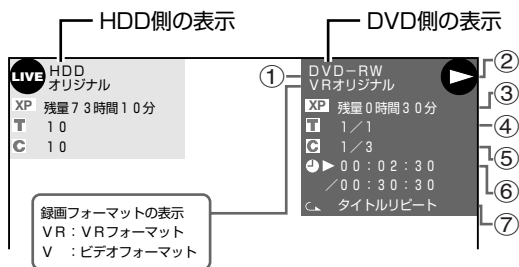 HDD側の表示
DVD側の表示
LIVE
HDD
オリジナル
XP 残量73時間10分
T 10
C 10
①
DVD-RW
VRオリジナル
XP 残量0時間30分
T 1/1
C 1/3
00:02:30
/00:30:30
タイトルリピート
②
③
④
⑤
⑥
⑦
録画フォーマットの表示
VR:VRフォーマット
V :ビデオフォーマット